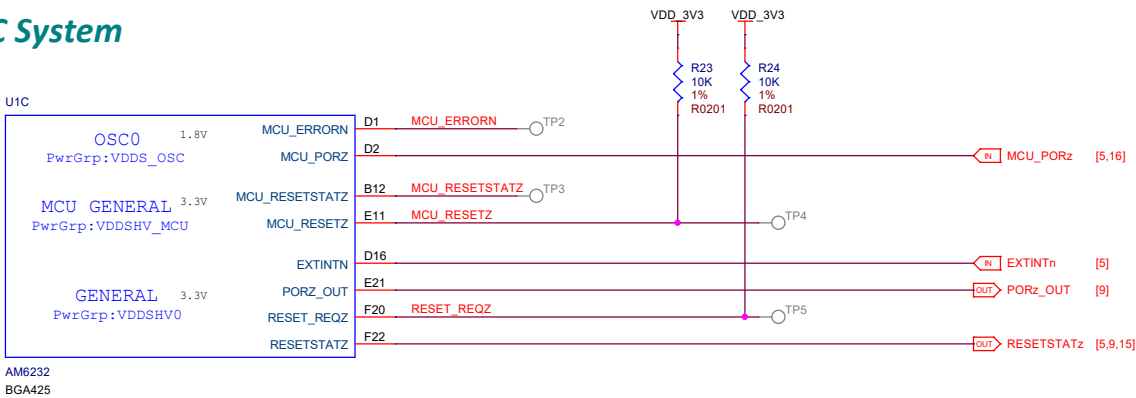 C System
VDD_3V3 VDD_3V3
R23
10K
1%
R0201
R24
10K
1%
R0201
U1C
OSC0 1.8V
PwrGrp:VDDS_OSC
MCU GENERAL 3.3V
PwrGrp:VDDSHV_MCU
GENERAL 3.3V
PwrGrp:VDDSHV0
MCU_ERRORN D1 MCU_ERRORN TP2
MCU_PORZ D2 IN MCU_PORz [5,16]
MCU_RESETSTATZ B12 MCU_RESETSTATZ TP3
MCU_RESETZ E11 MCU_RESETZ TP4
EXTINTN D16 IN EXTINTn [5]
PORZ_OUT E21 OUT PORz_OUT [9]
RESET_REQZ F20 RESET_REQZ TP5
RESETSTATZ F22 OUT RESETSTATz [5,9,15]
AM6232
BGA425